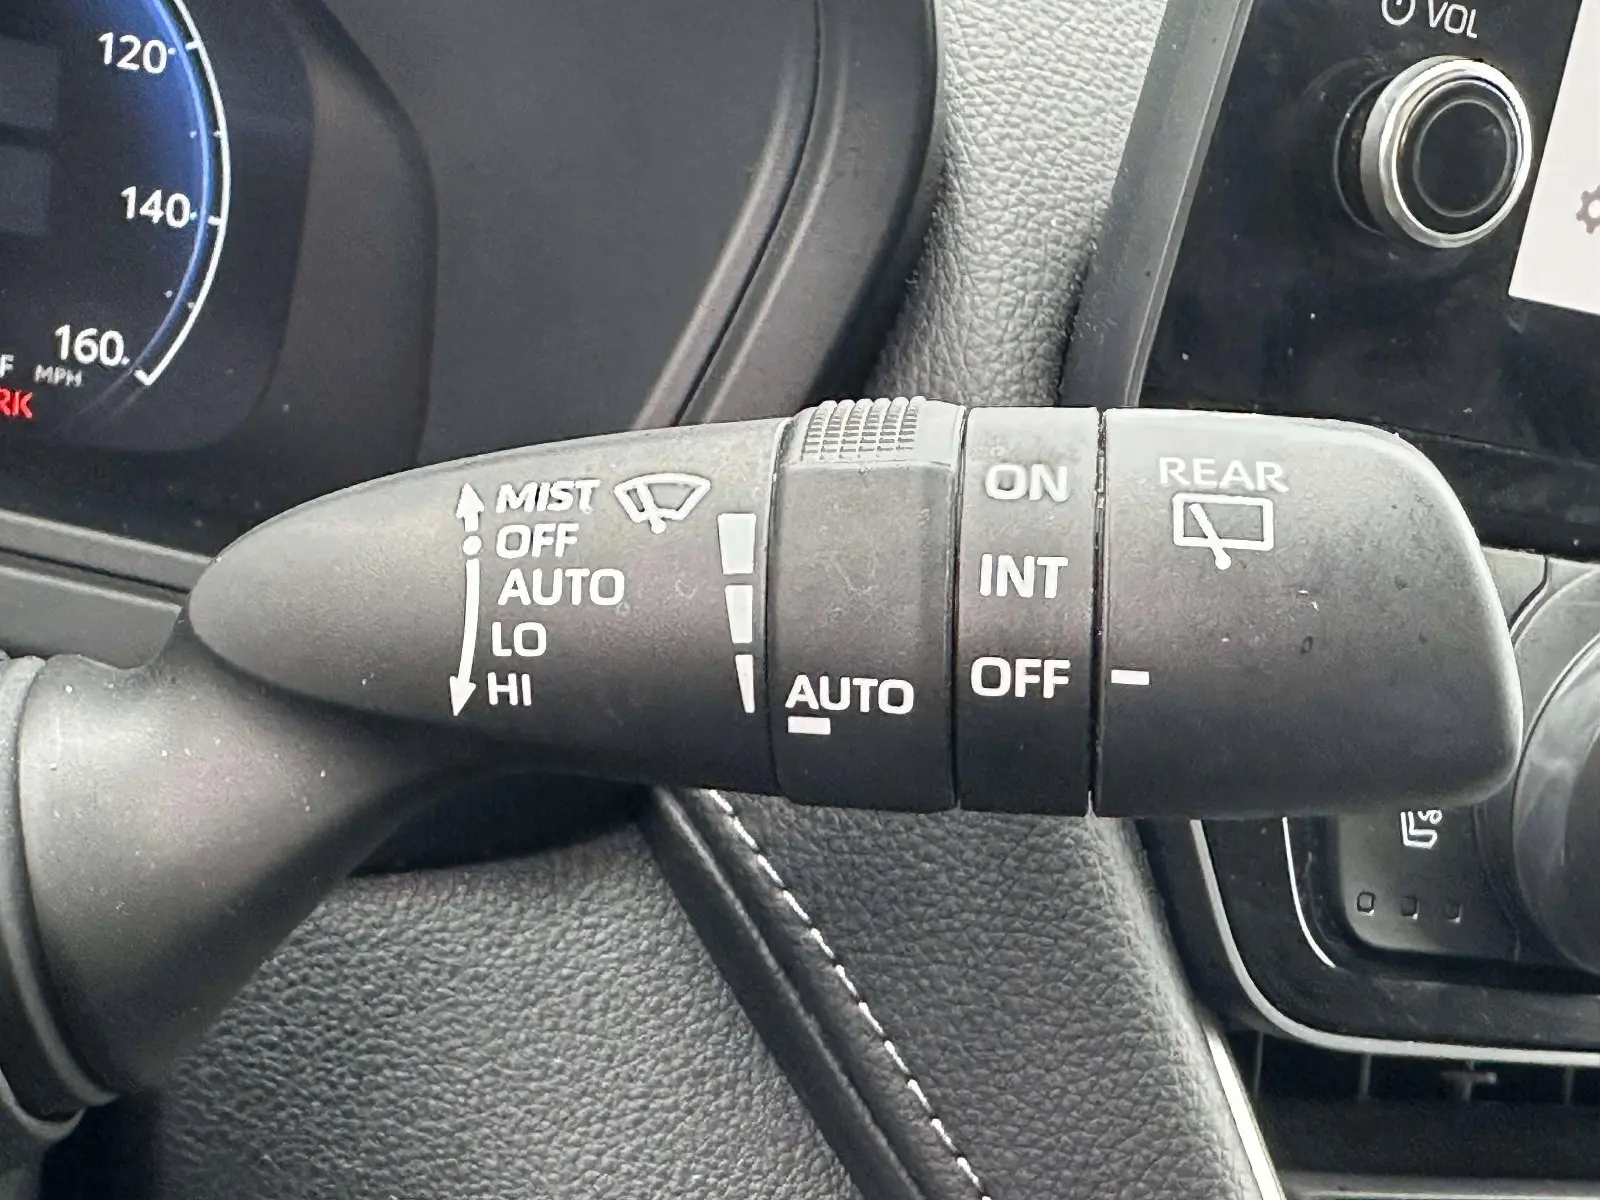 120
140
160
MPH
VOL
MIST
OFF
AUTO
LO
HI
AUTO
ON
INT
OFF
REAR